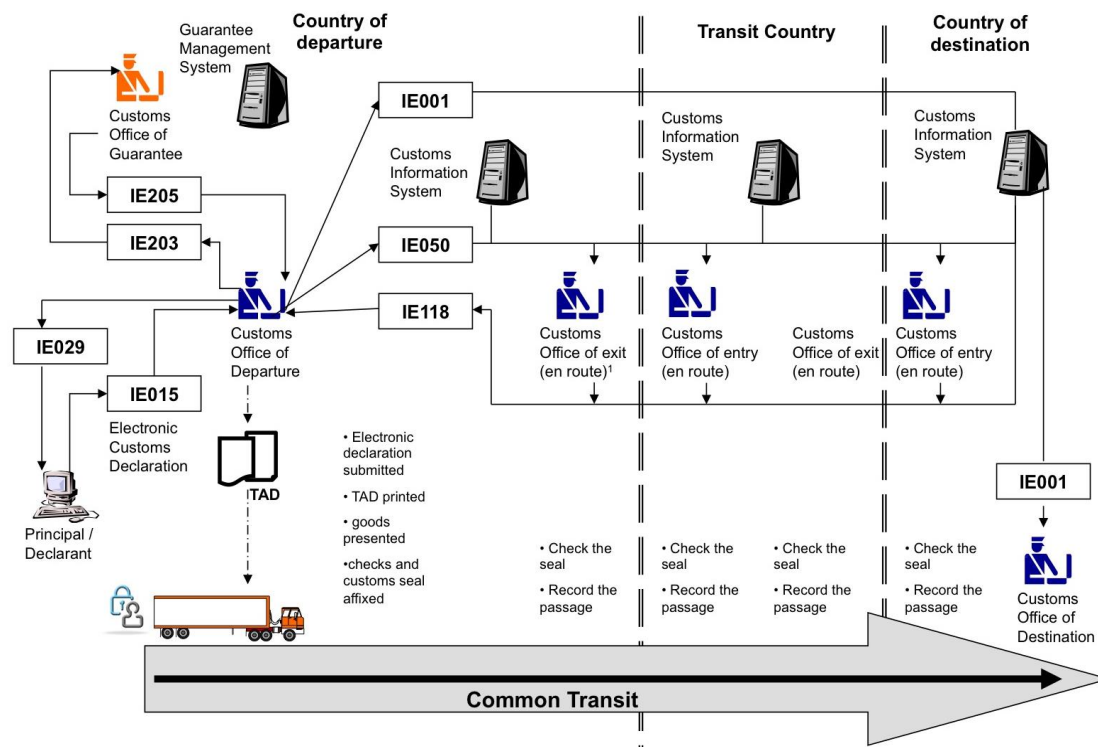 Country of
departure
Transit Country
Country of
destination
Guarantee
Management
System
Customs
Office of
Guarantee
IE001
Customs
Information
System
Customs
Information
System
Customs
Information
System
IE205
IE203
IE050
IE118
IE029
IE015
Customs
Office of
Departure
Customs
Office of exit
(en route)¹
Customs
Office of entry
(en route)
Customs
Office of exit
(en route)
Customs
Office of entry
(en route)
Electronic
Customs
Declaration
Principal /
Declarant
TAD
• Electronic
declaration
submitted
• TAD printed
• goods
presented
•checks and
customs seal
affixed
• Check the
seal
• Record the
passage
• Check the
seal
• Record the
passage
• Check the
seal
• Record the
passage
• Check the
seal
• Record the
passage
IE001
Customs
Office of
Destination
Common Transit